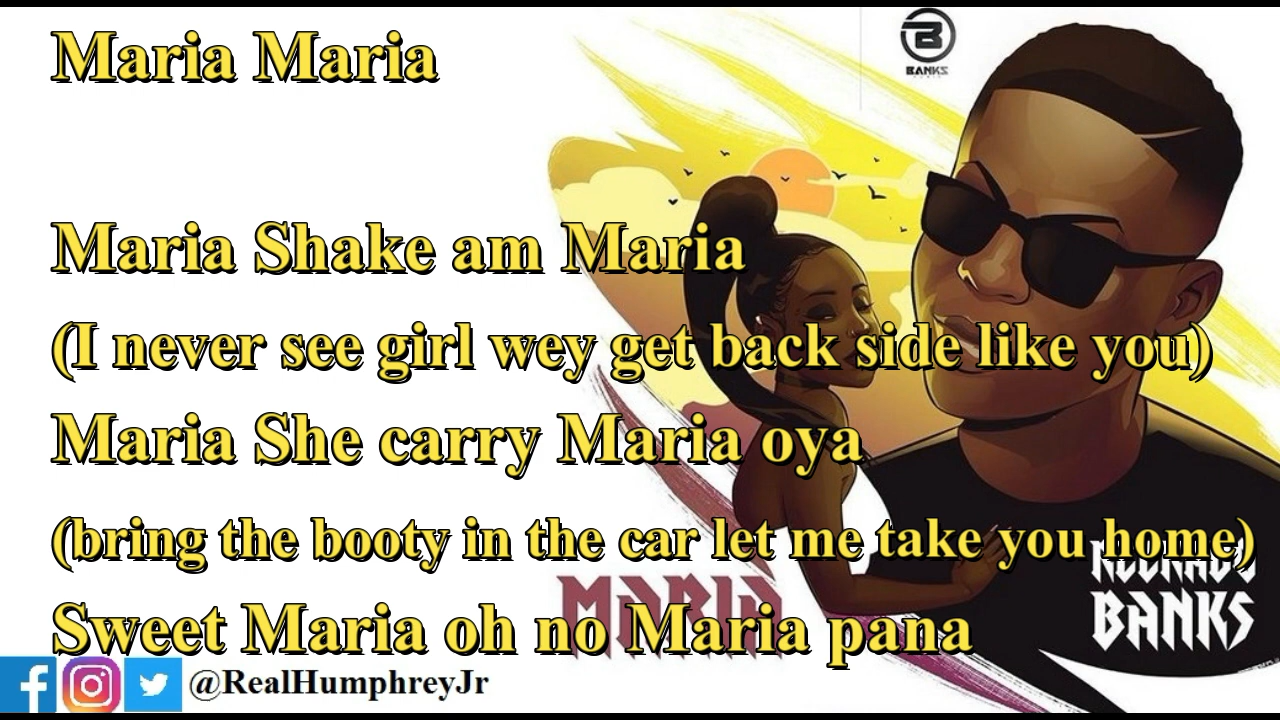 Maria Maria
B
BANKS
Maria Shake am Maria
(I never see girl wey get back side like you)
Maria She carry Maria oya
(bring the booty in the car let me take you home)
MARIA
BANKS
Sweet Maria oh no Maria pana
@RealHumphreyJr